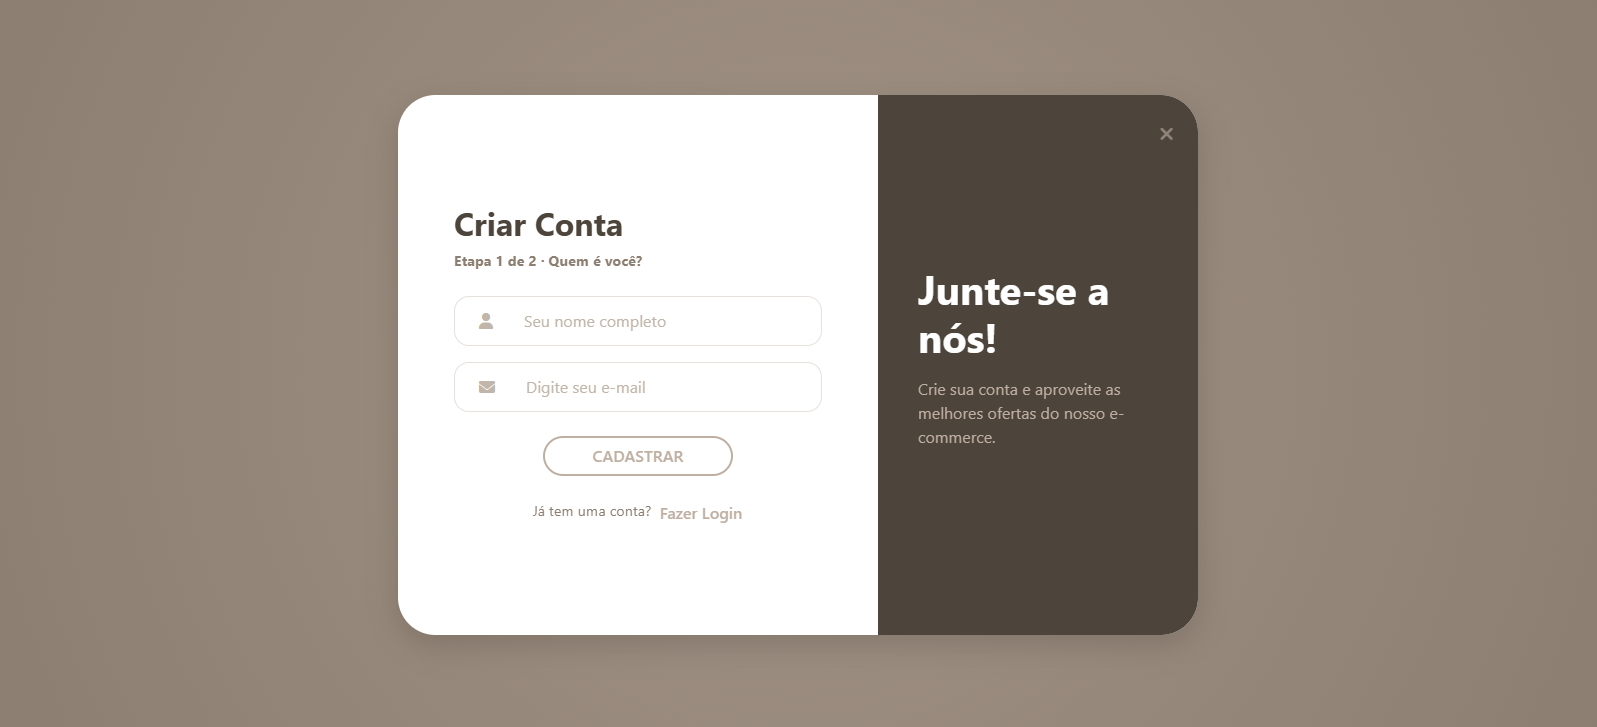 Criar Conta
Etapa 1 de 2 · Quem é você?
Seu nome completo
Digite seu e-mail
CADASTRAR
Já tem uma conta? Fazer Login
Junte-se a
nós!
Crie sua conta e aproveite as
melhores ofertas do nosso e-
commerce.